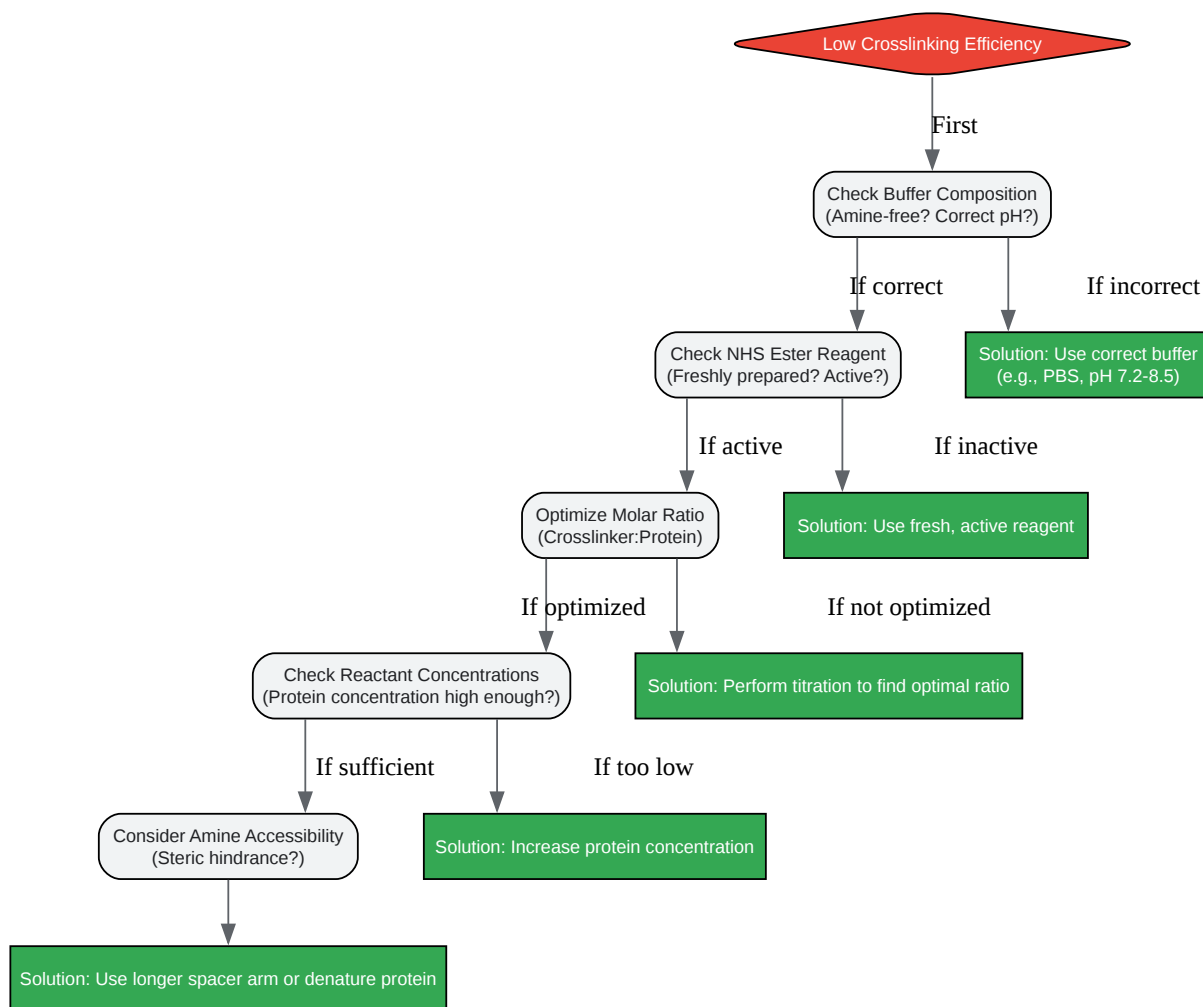 Low Crosslinking Efficiency
First
Check Buffer Composition
(Amine-free? Correct pH?)
If correct
If incorrect
Check NHS Ester Reagent
(Freshly prepared? Active?)
Solution: Use correct buffer
(e.g., PBS, pH 7.2-8.5)
If active
If inactive
Optimize Molar Ratio
(Crosslinker:Protein)
Solution: Use fresh, active reagent
If optimized
If not optimized
Check Reactant Concentrations
(Protein concentration high enough?)
Solution: Perform titration to find optimal ratio
If sufficient
If too low
Consider Amine Accessibility
(Steric hindrance?)
Solution: Increase protein concentration
Solution: Use longer spacer arm or denature protein